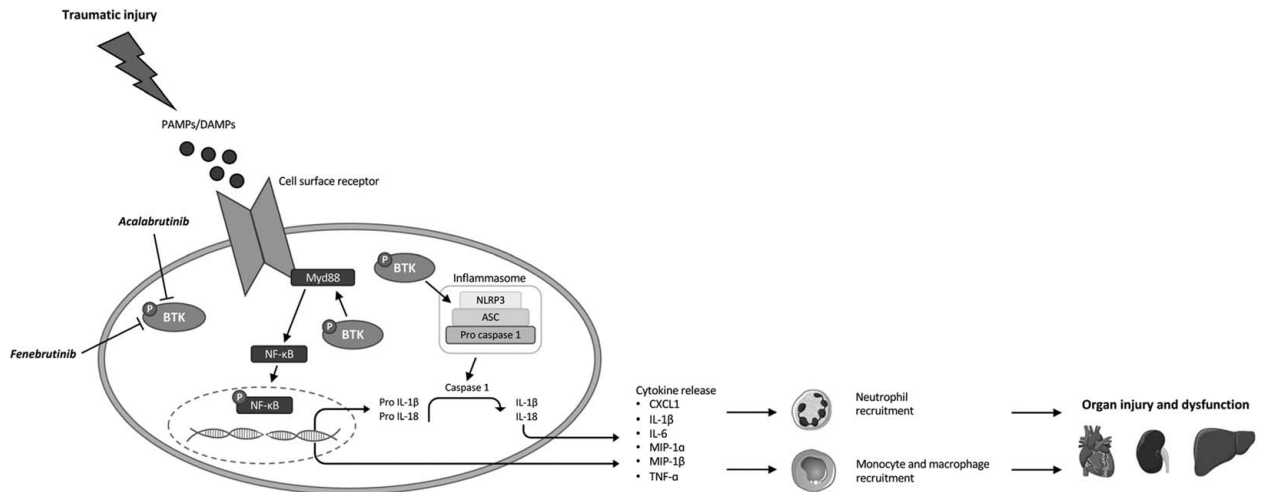 Traumatic injury
PAMPs/DAMPs
Cell surface receptor
Acalabrutinib
P
BTK
Fenebrutinib
Myd88
P
BTK
P
BTK
Inflammasome
NLRP3
ASC
Pro caspase 1
NF-κB
P
NF-κB
Caspase 1
Pro IL-1β
Pro IL-18
IL-1β
IL-18
Cytokine release
• CXCL1
• IL-1β
• IL-6
• MIP-1α
• MIP-1β
• TNF-α
Neutrophil
recruitment
Monocyte and macrophage
recruitment
Organ injury and dysfunction